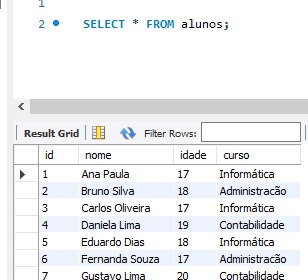 1
2 SELECT * FROM alunos;
Result Grid Filter Rows:
id nome idade curso
1 Ana Paula 17 Informática
2 Bruno Silva 18 Administracão
3 Carlos Oliveira 17 Informática
4 Daniela Lima 19 Contabilidade
5 Eduardo Dias 18 Informática
6 Fernanda Souza 17 Administracão
7 Gustavo Lima 20 Contabilidade